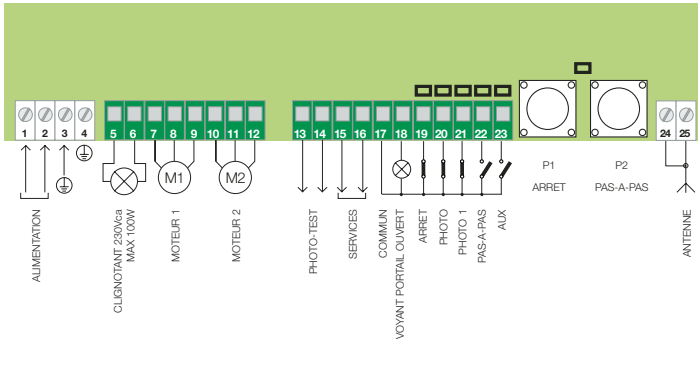 1 2 3 4
5 6 7 8 9 10 11 12
13 14 15 16 17 18 19 20 21 22 23
24 25
M1
M2
P1
ARRET
P2
PAS-A-PAS
ALIMENTATION
CLIGNOTANT 230Vca
MAX 100W
MOTEUR 1
MOTEUR 2
PHOTO-TEST
SERVICES
COMMUN
VOYANT PORTAIL OUVERT
ARRET
PHOTO
PHOTO 1
PAS-A-PAS
AUX
ANTENNE